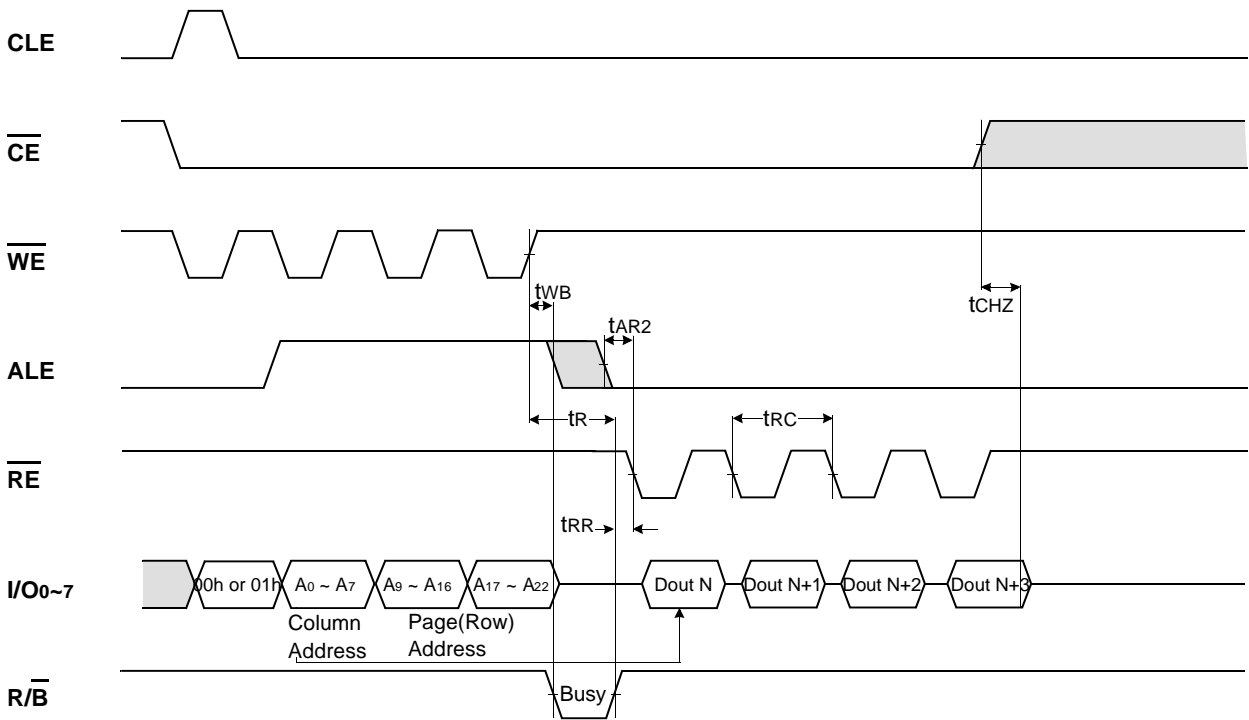 CLE
CE
WE
tWB
tCHZ
tAR2
ALE
tR
tRC
RE
tRR
I/O0~7
00h or 01h
A0 ~ A7
A9 ~ A16
A17 ~ A22
Dout N
Dout N+1
Dout N+2
Dout N+3
Column
Address
Page(Row)
Address
R/B
Busy